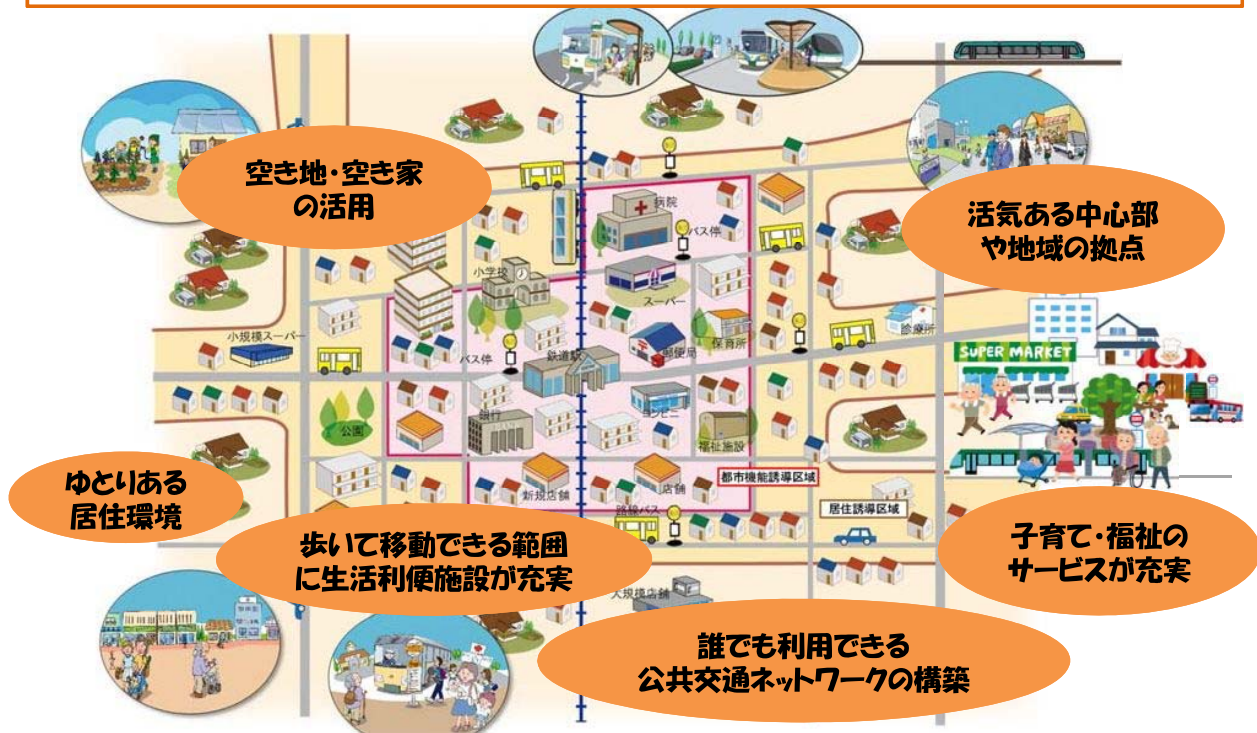 空き地・空き家
の活用
活気ある中心部
や地域の拠点
病院
バス停
小学校
スーパー
小規模スーパー
バス停
鉄道駅
郵便局
保育所
診療所
SUPER MARKET
公園
銀行
コンビニ
福祉施設
都市機能誘導区域
新規店舗
店舗
居住誘導区域
路線バス
ゆとりある
居住環境
歩いて移動できる範囲
に生活利便施設が充実
子育て・福祉の
サービスが充実
大規模店舗
誰でも利用できる
公共交通ネットワークの構築